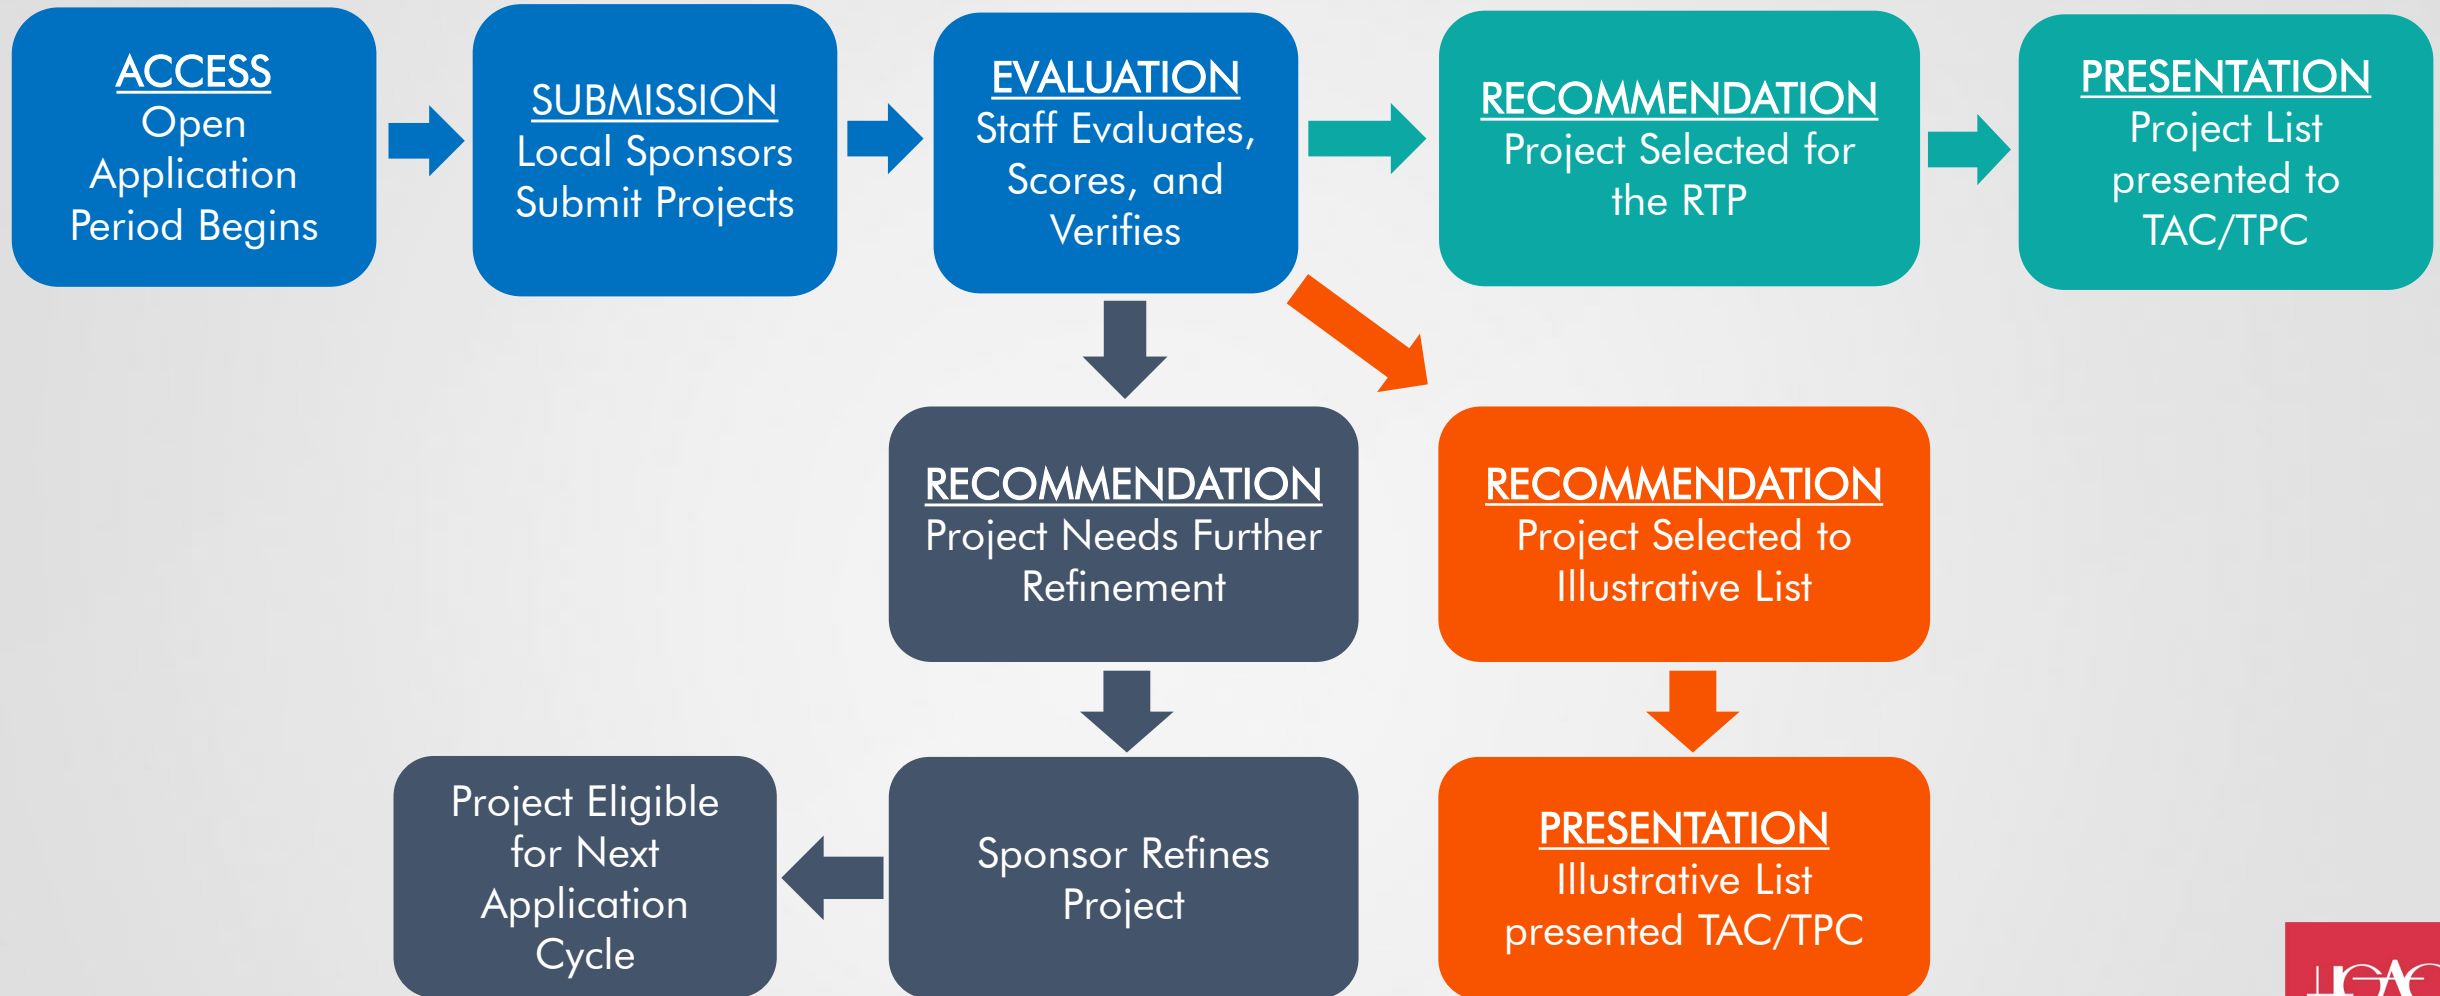 ACCESS
Open
Application
Period Begins
SUBMISSION
Local Sponsors
Submit Projects
EVALUATION
Staff Evaluates,
Scores, and
Verifies
RECOMMENDATION
Project Selected for
the RTP
PRESENTATION
Project List
presented to
TAC/TPC
RECOMMENDATION
Project Needs Further
Refinement
RECOMMENDATION
Project Selected to
Illustrative List
Project Eligible
for Next
Application
Cycle
Sponsor Refines
Project
PRESENTATION
Illustrative List
presented TAC/TPC